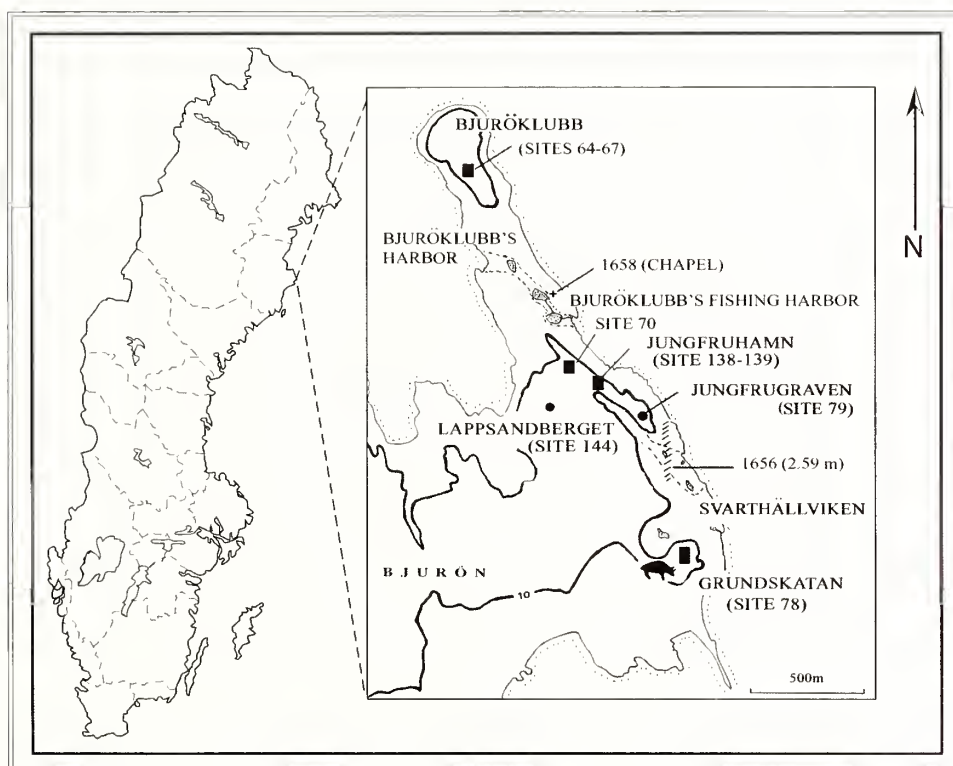 BJURÖKLUBB
(SITES 64-67)
N
BJURÖKLUBB'S
HARBOR
1658 (CHAPEL)
BJURÖKLUBB'S FISHING HARBOR
SITE 70
JUNGFRUHAMN
(SITE 138-139)
JUNGFRUGRAVEN
(SITE 79)
LAPPSANDBERGET
(SITE 144)
1656 (2.59 m)
SVARTHÄLLVIKEN
BJURÖN
10
GRUNDSKATAN
(SITE 78)
500m